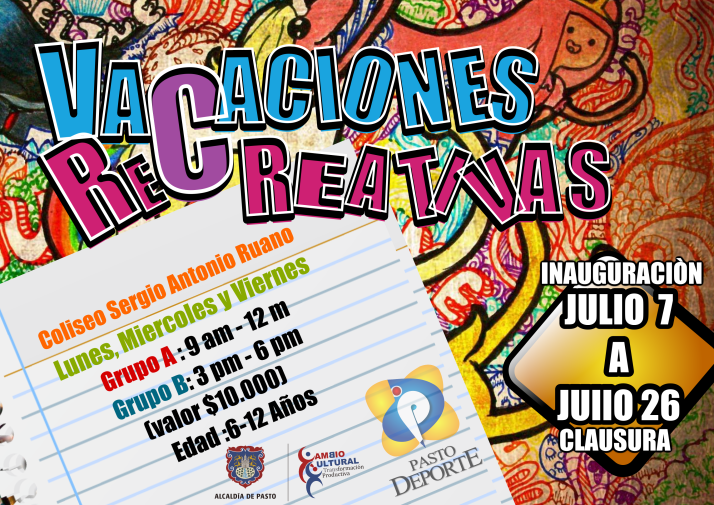 VACACIONES
RECREATIVAS
Coliseo Sergio Antonio Ruano
Lunes, Miercoles y Viernes
Grupo A : 9 am - 12 m
Grupo B: 3 pm - 6 pm
(valor $10.000)
Edad :6-12 Años
INAUGURACIÒN
JULIO 7
A
JUlIO 26
CLAUSURA
ALCALDÍA DE PASTO
CAMBIO
CULTURAL
Transformación
Productiva
PASTO
DEPORTE